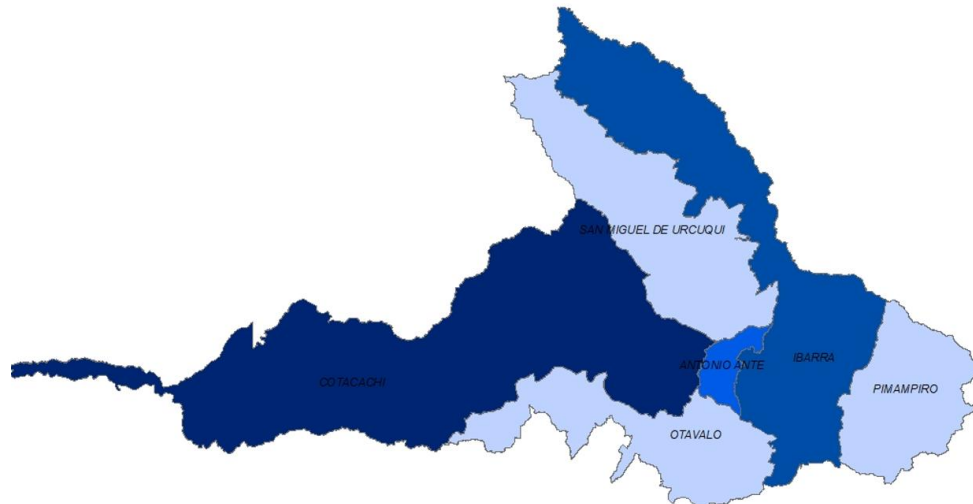 SAN MIGUEL DE URCUQUI
ANTONIO ANTE
IBARRA
COTACACHI
PIMAMPIRO
OTAVALO